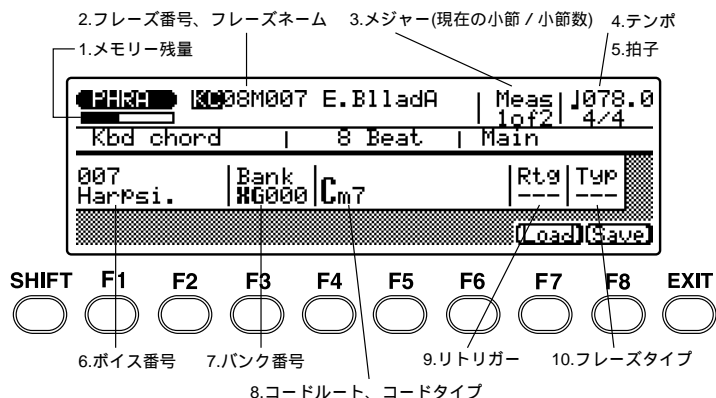 2.フレーズ番号、フレーズネーム 3.メジャー(現在の小節 / 小節数) 4.テンポ
1.メモリー残量 5.拍子
PHRA KC08M007 E.BlladA Meas ♩078.0
1of2 4/4
Kbd chord 8 Beat Main
007 Bank Cm7 Rtg Typ
Harpsi. XG000 --- ---
(Load) (Save)
SHIFT F1 F2 F3 F4 F5 F6 F7 F8 EXIT
6.ボイス番号 7.バンク番号 9.リトリガー 10.フレーズタイプ
8.コードルート、コードタイプ